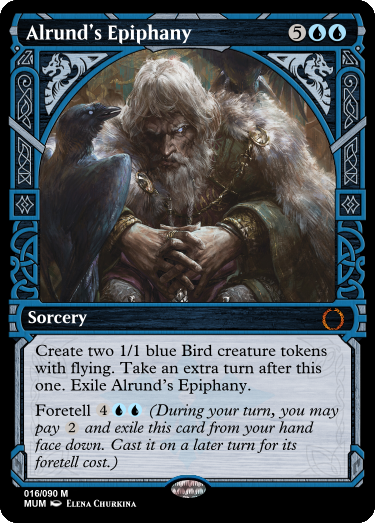 Alrund's Epiphany 5
Sorcery
Create two 1/1 blue Bird creature tokens
with flying. Take an extra turn after this
one. Exile Alrund's Epiphany.
Foretell 4 (During your turn, you may
pay 2 and exile this card from your hand
face down. Cast it on a later turn for its
foretell cost.)
016/090 M
MUM Elena Churkina